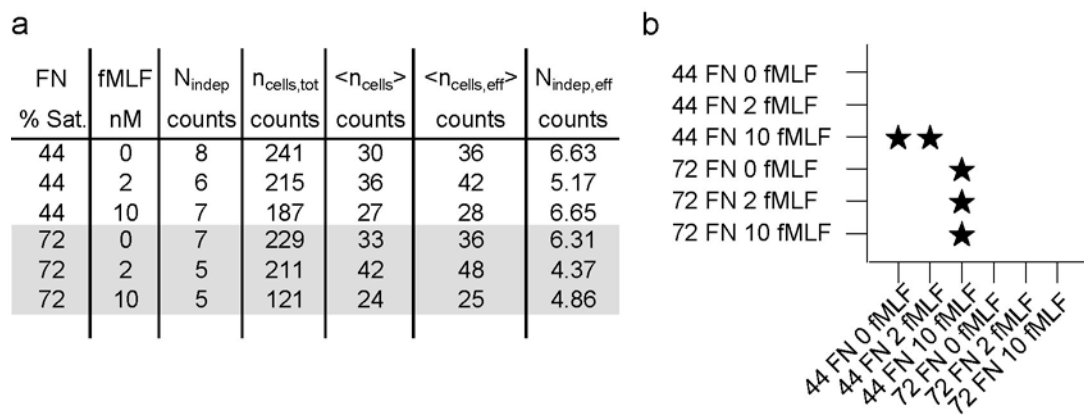 a
FN fMLF N_indep n_cells,tot <n_cells> <n_cells,eff> N_indep,eff
% Sat. nM counts counts counts counts counts
44 0 8 241 30 36 6.63
44 2 6 215 36 42 5.17
44 10 7 187 27 28 6.65
72 0 7 229 33 36 6.31
72 2 5 211 42 48 4.37
72 10 5 121 24 25 4.86
b
44 FN 0 fMLF
44 FN 2 fMLF
44 FN 10 fMLF
72 FN 0 fMLF
72 FN 2 fMLF
72 FN 10 fMLF
44 FN 0 fMLF
44 FN 2 fMLF
44 FN 10 fMLF
72 FN 0 fMLF
72 FN 2 fMLF
72 FN 10 fMLF